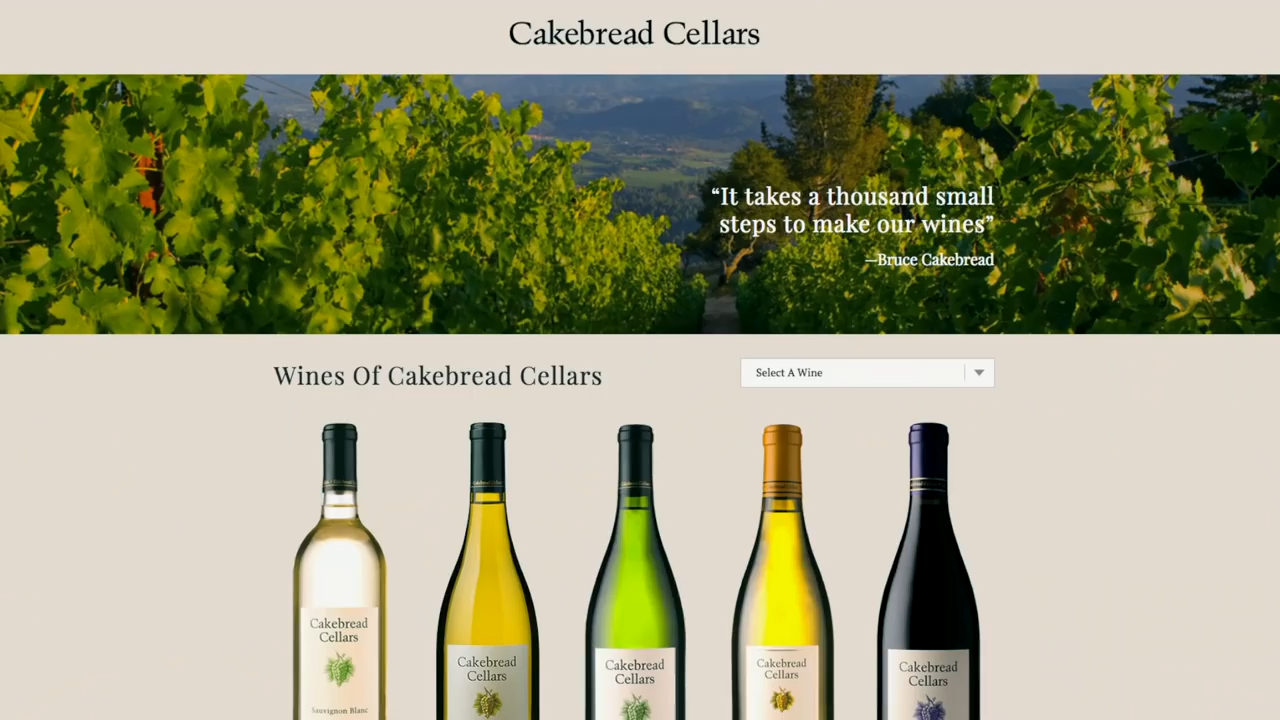 Cakebread Cellars
“It takes a thousand small
steps to make our wines”
—Bruce Cakebread
Wines Of Cakebread Cellars
Select A Wine
Cakebread
Cellars
Sauvignon Blanc
Cakebread
Cellars
Cakebread
Cellars
Cakebread
Cellars
Cakebread
Cellars